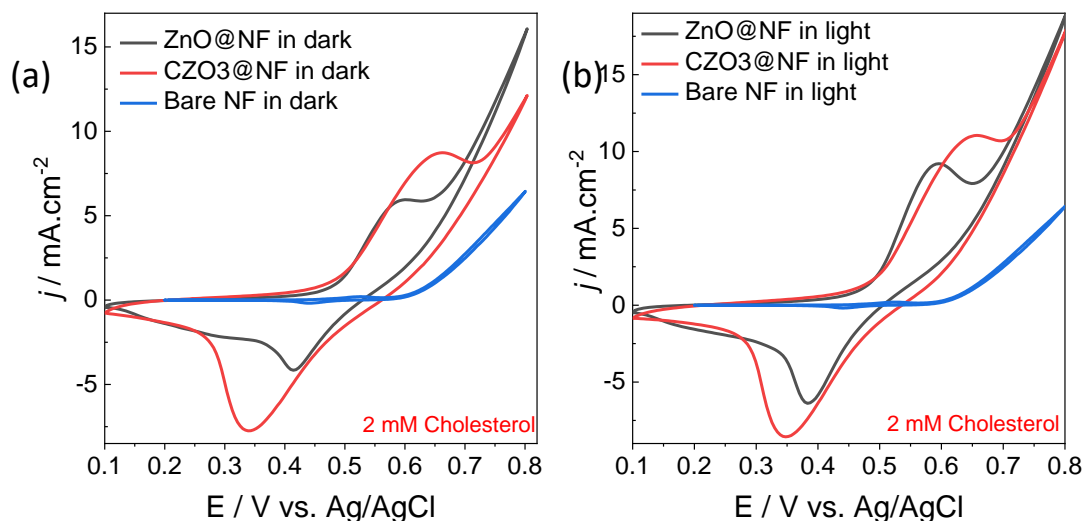 (a)
ZnO@NF in dark
CZO3@NF in dark
Bare NF in dark
15
10
5
0
-5
j / mA.cm-2
2 mM Cholesterol
0.1 0.2 0.3 0.4 0.5 0.6 0.7 0.8
E / V vs. Ag/AgCl
(b)
ZnO@NF in light
CZO3@NF in light
Bare NF in light
15
10
5
0
-5
j / mA.cm-2
2 mM Cholesterol
0.1 0.2 0.3 0.4 0.5 0.6 0.7 0.8
E / V vs. Ag/AgCl